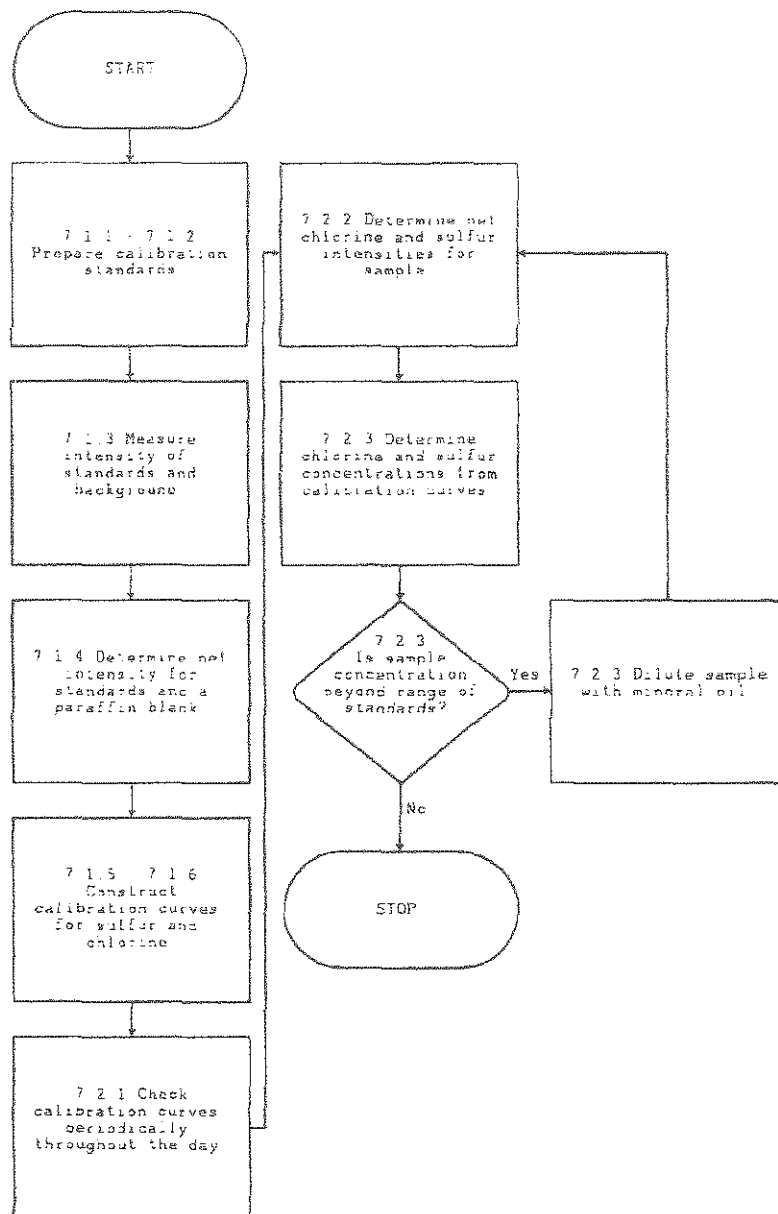 START
7 1 1 - 7 1 2
Prepare calibration
standards
7 1.3 Measure
intensity of
standards and
background
7 1 4 Determine net
intensity for
standards and a
paraffin blank
7 1.5 - 7 1 6
Construct
calibration curves
for sulfur and
chlorine
7 2 1 Check
calibration curves
periodically
throughout the day
7 2 2 Determine net
chlorine and sulfur
intensities for
sample
7 2 3 Determine
chlorine and sulfur
concentrations from
calibration curves
7 2 3
Is sample
concentration
beyond range of
standards?
Yes
7 2 3 Dilute sample
with mineral oil
No
STOP